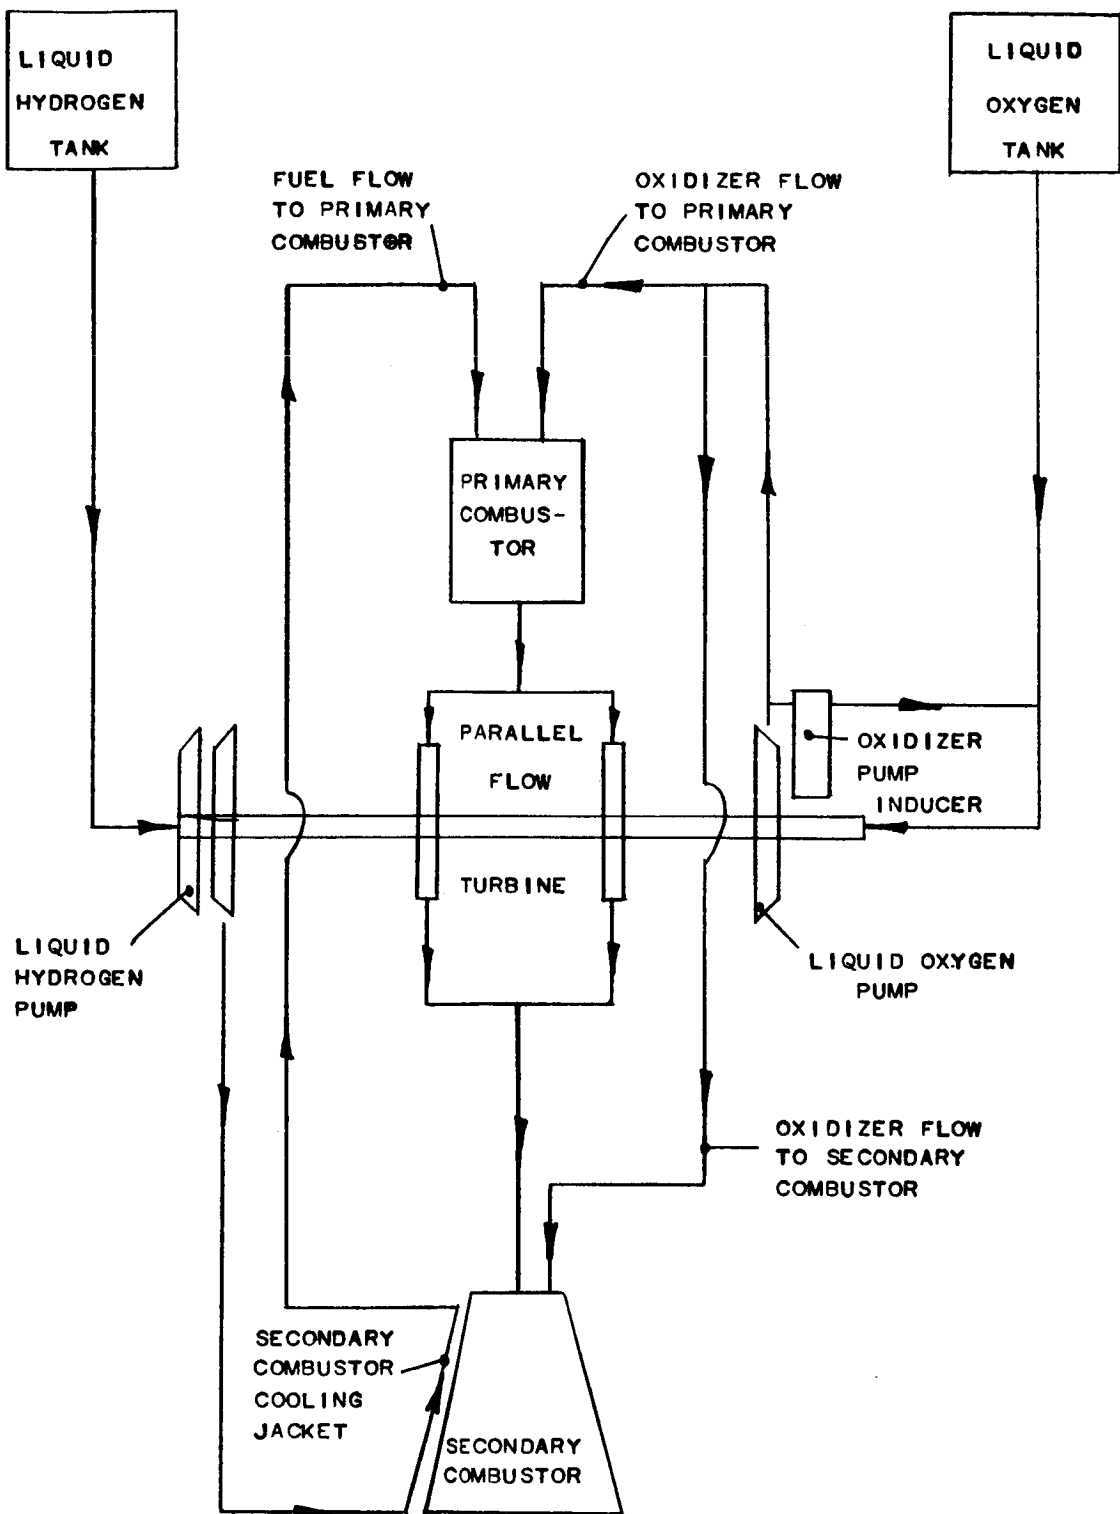 LIQUID
HYDROGEN
TANK
LIQUID
OXYGEN
TANK
FUEL FLOW
TO PRIMARY
COMBUSTOR
OXIDIZER FLOW
TO PRIMARY
COMBUSTOR
PRIMARY
COMBUS-
TOR
PARALLEL
FLOW
TURBINE
OXIDIZER
PUMP
INDUCER
LIQUID
HYDROGEN
PUMP
LIQUID OXYGEN
PUMP
OXIDIZER FLOW
TO SECONDARY
COMBUSTOR
SECONDARY
COMBUSTOR
COOLING
JACKET
SECONDARY
COMBUSTOR